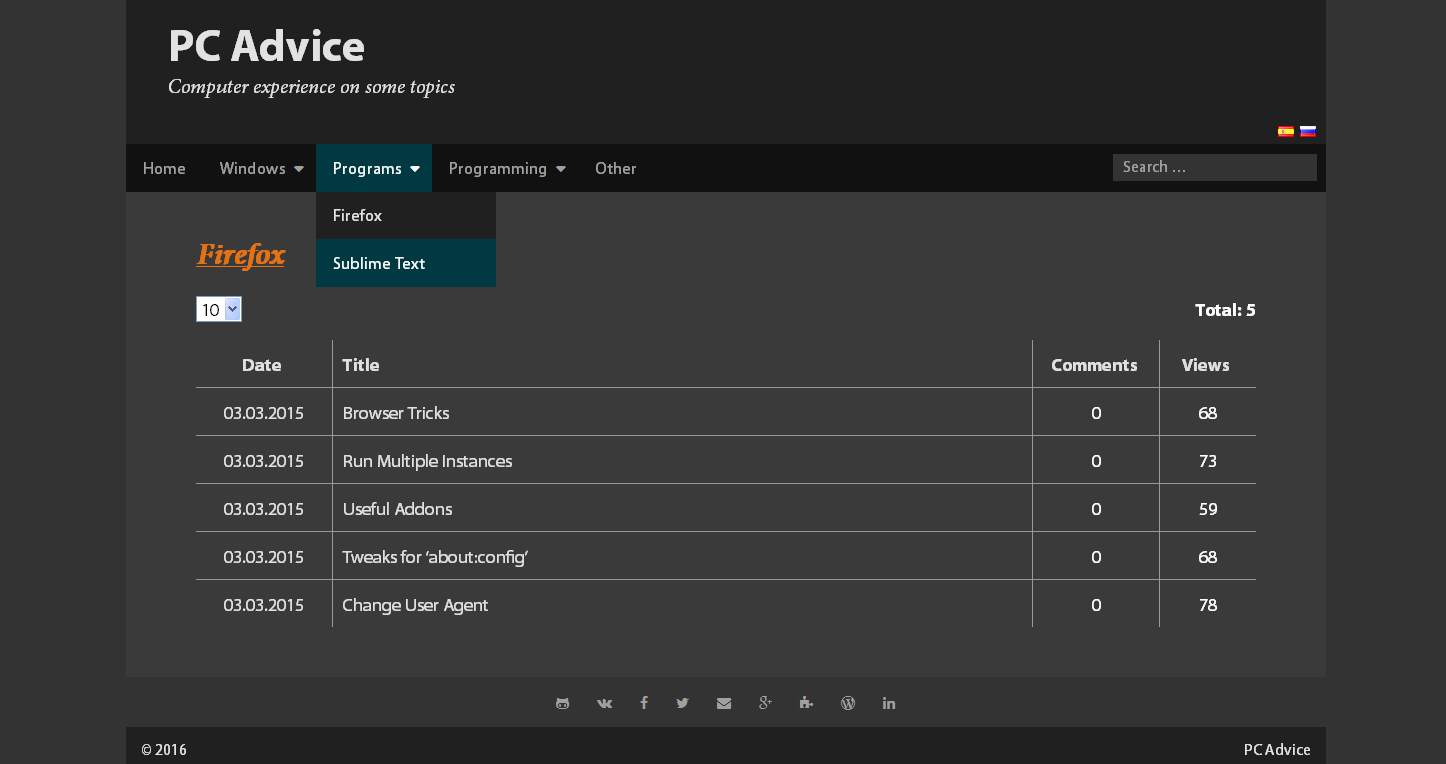 PC Advice
Computer experience on some topics
Home Windows Programs Programming Other Search ...
Firefox
Sublime Text
Firefox
10 Total: 5
Date Title Comments Views
03.03.2015 Browser Tricks 0 68
03.03.2015 Run Multiple Instances 0 73
03.03.2015 Useful Addons 0 59
03.03.2015 Tweaks for ‘about:config’ 0 68
03.03.2015 Change User Agent 0 78
© 2016 PC Advice